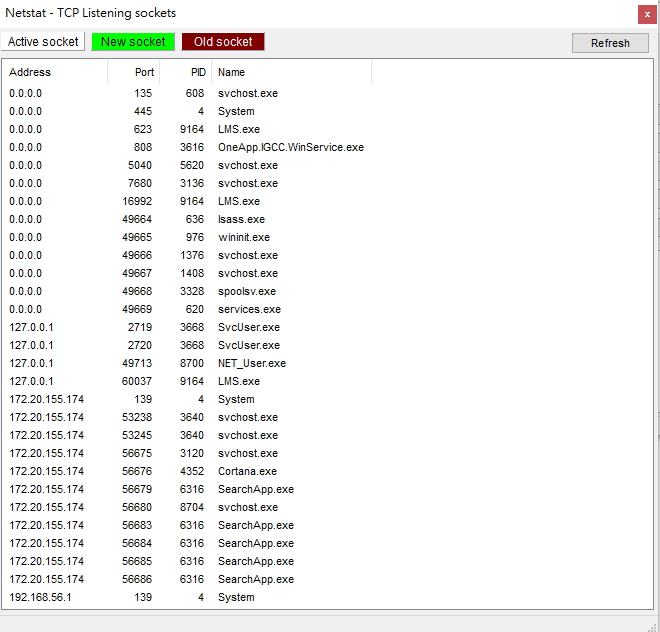 Netstat - TCP Listening sockets
x
Active socket New socket Old socket Refresh
Address Port PID Name
0.0.0.0 135 608 svchost.exe
0.0.0.0 445 4 System
0.0.0.0 623 9164 LMS.exe
0.0.0.0 808 3616 OneApp.IGCC.WinService.exe
0.0.0.0 5040 5620 svchost.exe
0.0.0.0 7680 3136 svchost.exe
0.0.0.0 16992 9164 LMS.exe
0.0.0.0 49664 636 lsass.exe
0.0.0.0 49665 976 wininit.exe
0.0.0.0 49666 1376 svchost.exe
0.0.0.0 49667 1408 svchost.exe
0.0.0.0 49668 3328 spoolsv.exe
0.0.0.0 49669 620 services.exe
127.0.0.1 2719 3668 SvcUser.exe
127.0.0.1 2720 3668 SvcUser.exe
127.0.0.1 49713 8700 NET_User.exe
127.0.0.1 60037 9164 LMS.exe
172.20.155.174 139 4 System
172.20.155.174 53238 3640 svchost.exe
172.20.155.174 53245 3640 svchost.exe
172.20.155.174 56675 3120 svchost.exe
172.20.155.174 56676 4352 Cortana.exe
172.20.155.174 56679 6316 SearchApp.exe
172.20.155.174 56680 8704 svchost.exe
172.20.155.174 56683 6316 SearchApp.exe
172.20.155.174 56684 6316 SearchApp.exe
172.20.155.174 56685 6316 SearchApp.exe
172.20.155.174 56686 6316 SearchApp.exe
192.168.56.1 139 4 System